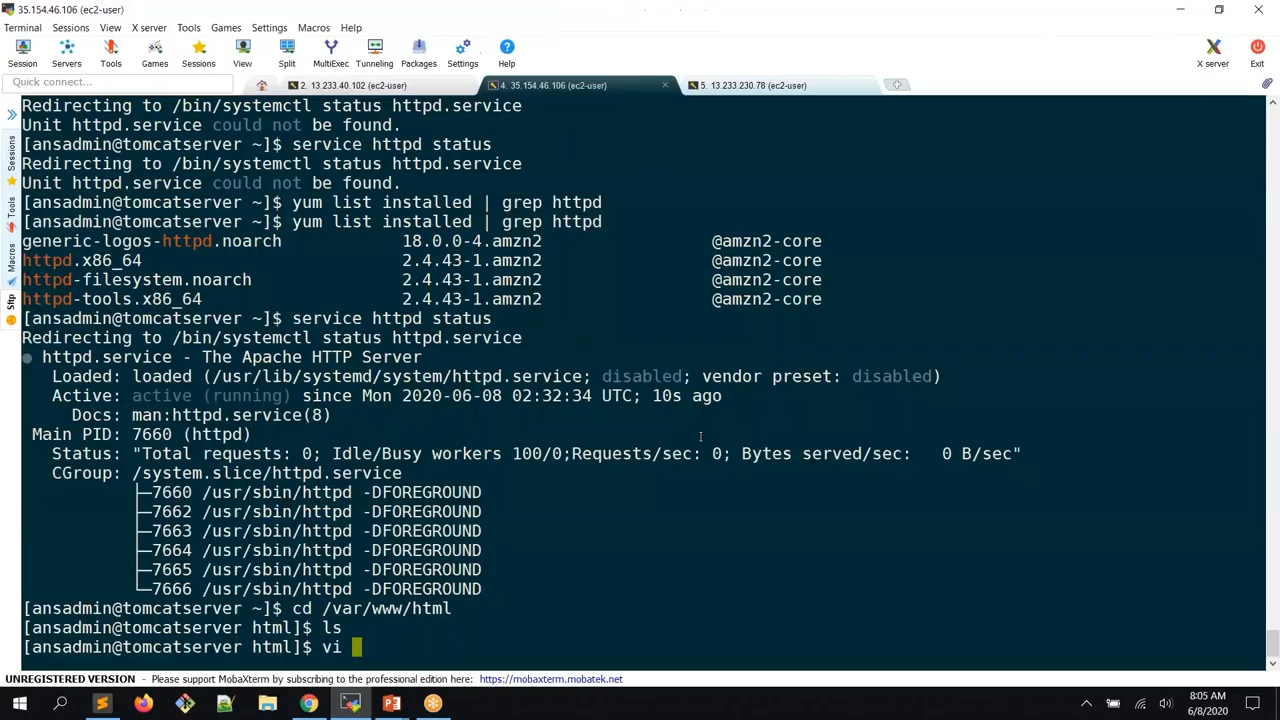 35.154.46.106 (ec2-user)
Terminal Sessions View X server Tools Games Settings Macros Help
Session Servers Tools Games Sessions View Split MultiExec Tunneling Packages Settings Help X server Exit
Quick connect...
2. 13.233.40.102 (ec2-user) 4. 35.154.46.106 (ec2-user) 5. 13.233.230.78 (ec2-user)
Sessions
Tools
Macros
Sftp
Redirecting to /bin/systemctl status httpd.service
Unit httpd.service could not be found.
[ansadmin@tomcatserver ~]$ service httpd status
Redirecting to /bin/systemctl status httpd.service
Unit httpd.service could not be found.
[ansadmin@tomcatserver ~]$ yum list installed | grep httpd
[ansadmin@tomcatserver ~]$ yum list installed | grep httpd
generic-logos-httpd.noarch 18.0.0-4.amzn2 @amzn2-core
httpd.x86_64 2.4.43-1.amzn2 @amzn2-core
httpd-filesystem.noarch 2.4.43-1.amzn2 @amzn2-core
httpd-tools.x86_64 2.4.43-1.amzn2 @amzn2-core
[ansadmin@tomcatserver ~]$ service httpd status
Redirecting to /bin/systemctl status httpd.service
● httpd.service - The Apache HTTP Server
Loaded: loaded (/usr/lib/systemd/system/httpd.service; disabled; vendor preset: disabled)
Active: active (running) since Mon 2020-06-08 02:32:34 UTC; 10s ago
Docs: man:httpd.service(8)
Main PID: 7660 (httpd)
Status: "Total requests: 0; Idle/Busy workers 100/0;Requests/sec: 0; Bytes served/sec: 0 B/sec"
CGroup: /system.slice/httpd.service
├─7660 /usr/sbin/httpd -DFOREGROUND
├─7662 /usr/sbin/httpd -DFOREGROUND
├─7663 /usr/sbin/httpd -DFOREGROUND
├─7664 /usr/sbin/httpd -DFOREGROUND
├─7665 /usr/sbin/httpd -DFOREGROUND
└─7666 /usr/sbin/httpd -DFOREGROUND
[ansadmin@tomcatserver ~]$ cd /var/www/html
[ansadmin@tomcatserver html]$ ls
[ansadmin@tomcatserver html]$ vi
UNREGISTERED VERSION - Please support MobaXterm by subscribing to the professional edition here: https://mobaxterm.mobatek.net
8:05 AM
6/8/2020